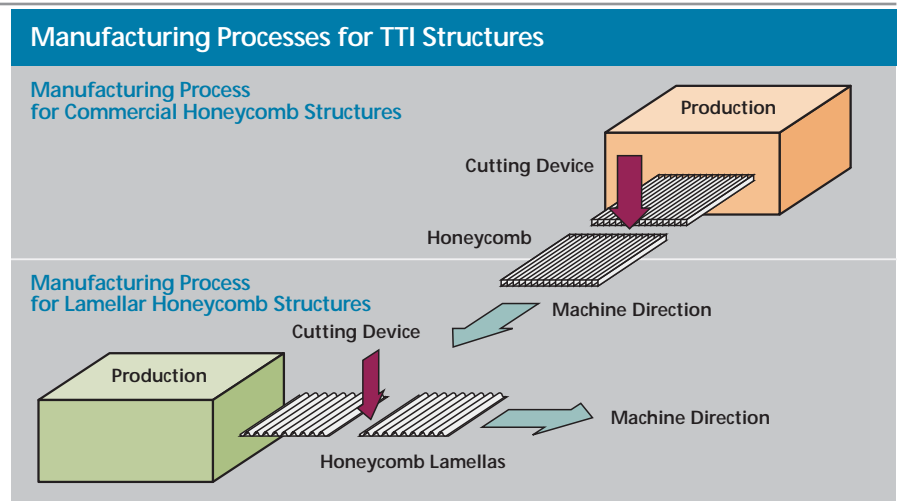 Manufacturing Processes for TTI Structures
Manufacturing Process
for Commercial Honeycomb Structures
Production
Cutting Device
Honeycomb
Machine Direction
Manufacturing Process
for Lamellar Honeycomb Structures
Cutting Device
Production
Machine Direction
Honeycomb Lamellas